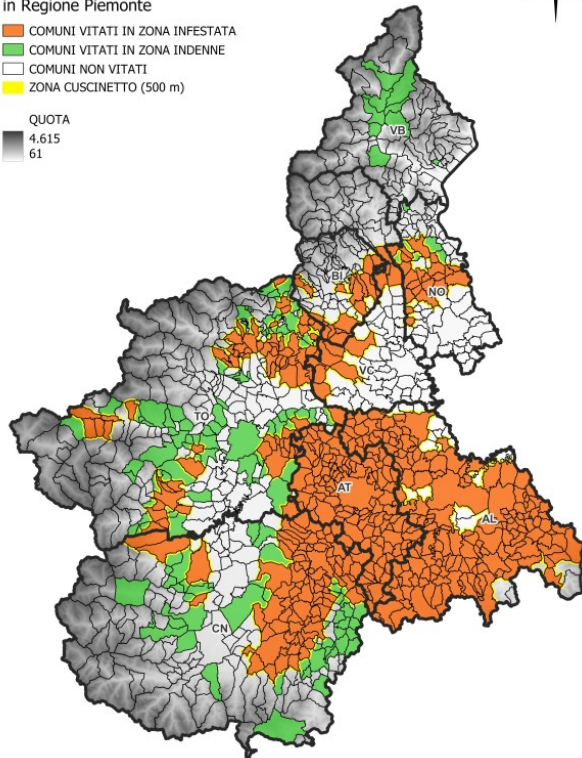 in Regione Piemonte
COMUNI VITATI IN ZONA INFESTATA
COMUNI VITATI IN ZONA INDENNE
COMUNI NON VITATI
ZONA CUSCINETTO (500 m)
QUOTA
4.615
61
VB
BI
NO
VC
TO
AT
AL
CN